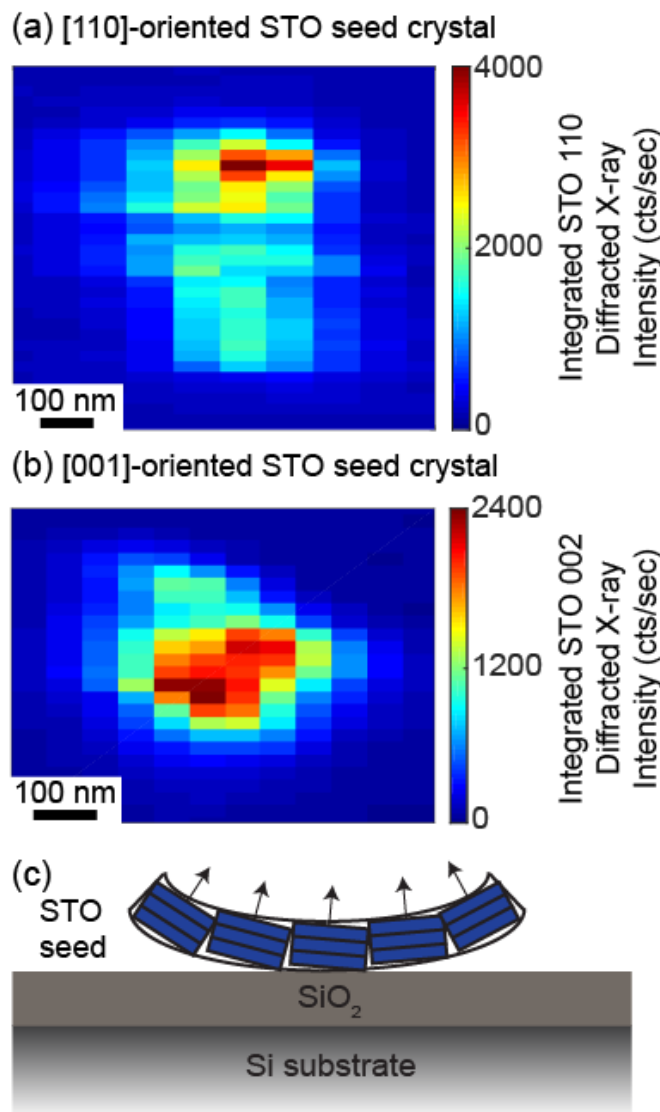 (a) [110]-oriented STO seed crystal
4000
2000
0
Integrated STO 110
Diffracted X-ray
Intensity (cts/sec)
100 nm
(b) [001]-oriented STO seed crystal
2400
1200
0
Integrated STO 002
Diffracted X-ray
Intensity (cts/sec)
100 nm
(c)
STO
seed
SiO₂
Si substrate